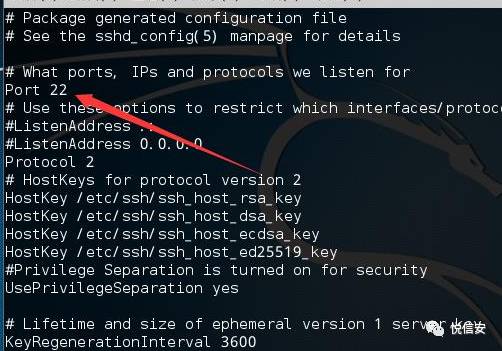 # Package generated configuration file
# See the sshd_config(5) manpage for details
# What ports, IPs and protocols we listen for
Port 22
# Use these options to restrict which interfaces/protoco
#ListenAddress ::
#ListenAddress 0.0.0.0
Protocol 2
# HostKeys for protocol version 2
HostKey /etc/ssh/ssh_host_rsa_key
HostKey /etc/ssh/ssh_host_dsa_key
HostKey /etc/ssh/ssh_host_ecdsa_key
HostKey /etc/ssh/ssh_host_ed25519_key
#Privilege Separation is turned on for security
UsePrivilegeSeparation yes
# Lifetime and size of ephemeral version 1 server key
KeyRegenerationInterval 3600
悦信安